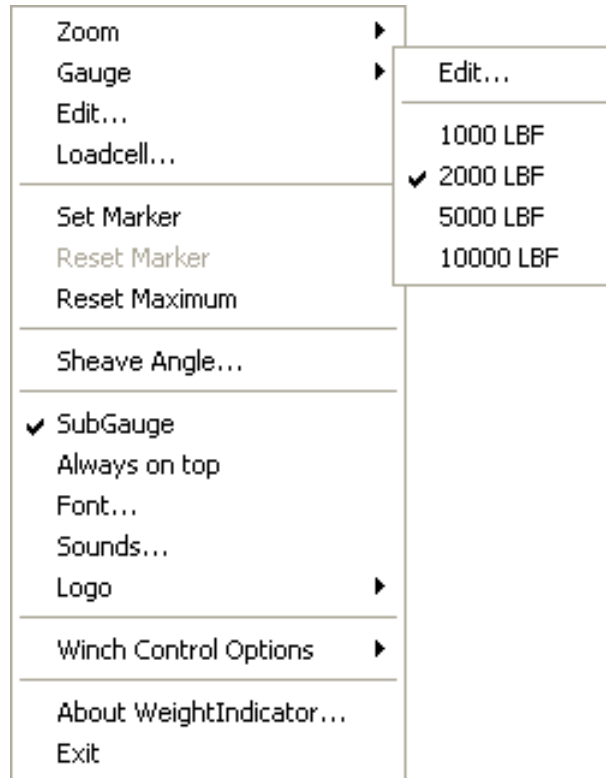 Zoom
Gauge
Edit...
Loadcell...
Set Marker
Reset Marker
Reset Maximum
Sheave Angle...
SubGauge
Always on top
Font...
Sounds...
Logo
Winch Control Options
About WeightIndicator...
Exit
Edit...
1000 LBF
2000 LBF
5000 LBF
10000 LBF